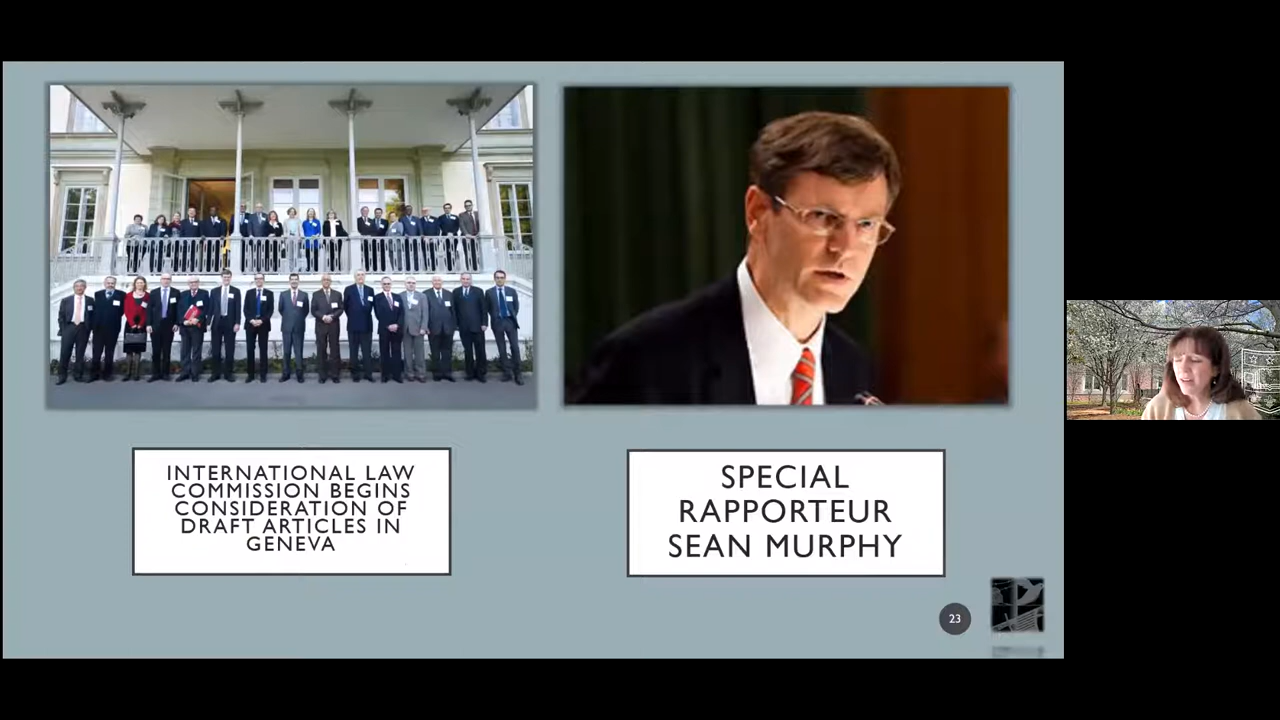 INTERNATIONAL LAW
COMMISSION BEGINS
CONSIDERATION OF
DRAFT ARTICLES IN
GENEVA
SPECIAL
RAPPORTEUR
SEAN MURPHY
23